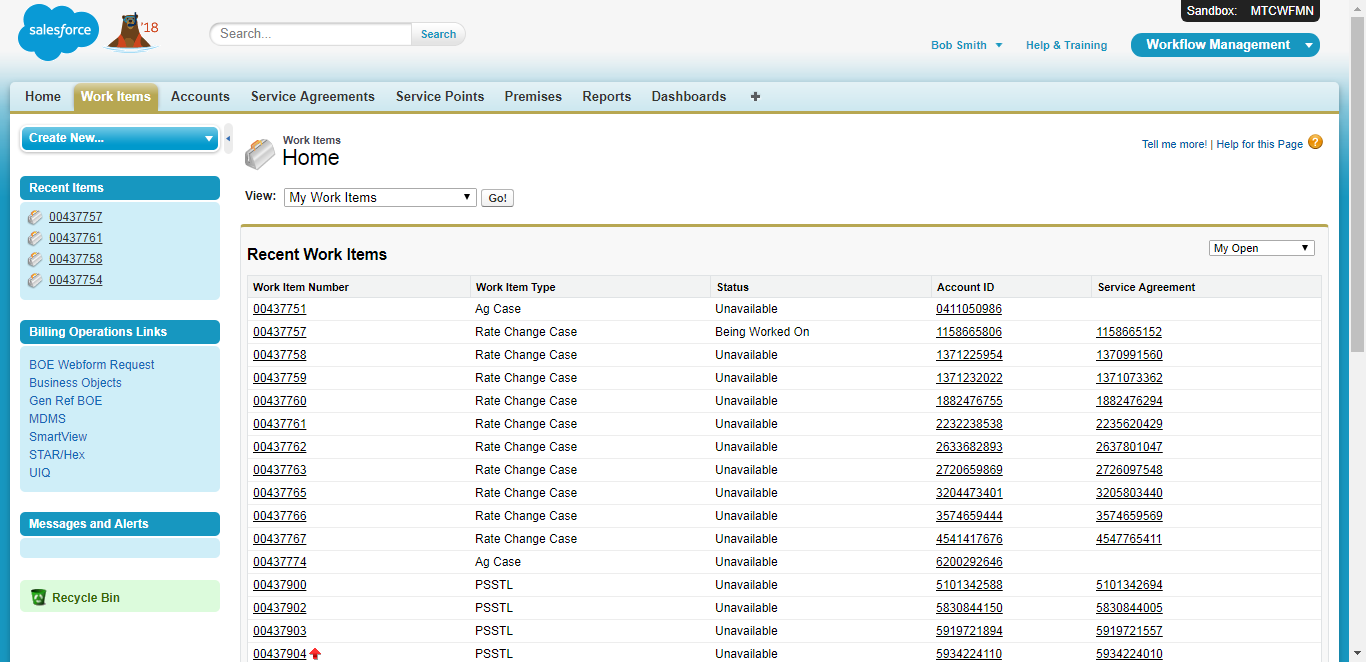 Sandbox: MTCWFMN
salesforce
'18
Search...
Search
Bob Smith
Help & Training
Workflow Management
Home Work Items Accounts Service Agreements Service Points Premises Reports Dashboards +
Create New...
Recent Items
00437757
00437761
00437758
00437754
Billing Operations Links
BOE Webform Request
Business Objects
Gen Ref BOE
MDMS
SmartView
STAR/Hex
UIQ
Messages and Alerts
Recycle Bin
Work Items
Home
Tell me more! | Help for this Page ?
View: My Work Items Go!
Recent Work Items
My Open
Work Item Number Work Item Type Status Account ID Service Agreement
00437751 Ag Case Unavailable 0411050986
00437757 Rate Change Case Being Worked On 1158665806 1158665152
00437758 Rate Change Case Unavailable 1371225954 1370991560
00437759 Rate Change Case Unavailable 1371232022 1371073362
00437760 Rate Change Case Unavailable 1882476755 1882476294
00437761 Rate Change Case Unavailable 2232238538 2235620429
00437762 Rate Change Case Unavailable 2633682893 2637801047
00437763 Rate Change Case Unavailable 2720659869 2726097548
00437765 Rate Change Case Unavailable 3204473401 3205803440
00437766 Rate Change Case Unavailable 3574659444 3574659569
00437767 Rate Change Case Unavailable 4541417676 4547765411
00437774 Ag Case Unavailable 6200292646
00437900 PSSTL Unavailable 5101342588 5101342694
00437902 PSSTL Unavailable 5830844150 5830844005
00437903 PSSTL Unavailable 5919721894 5919721557
00437904 PSSTL Unavailable 5934224110 5934224010